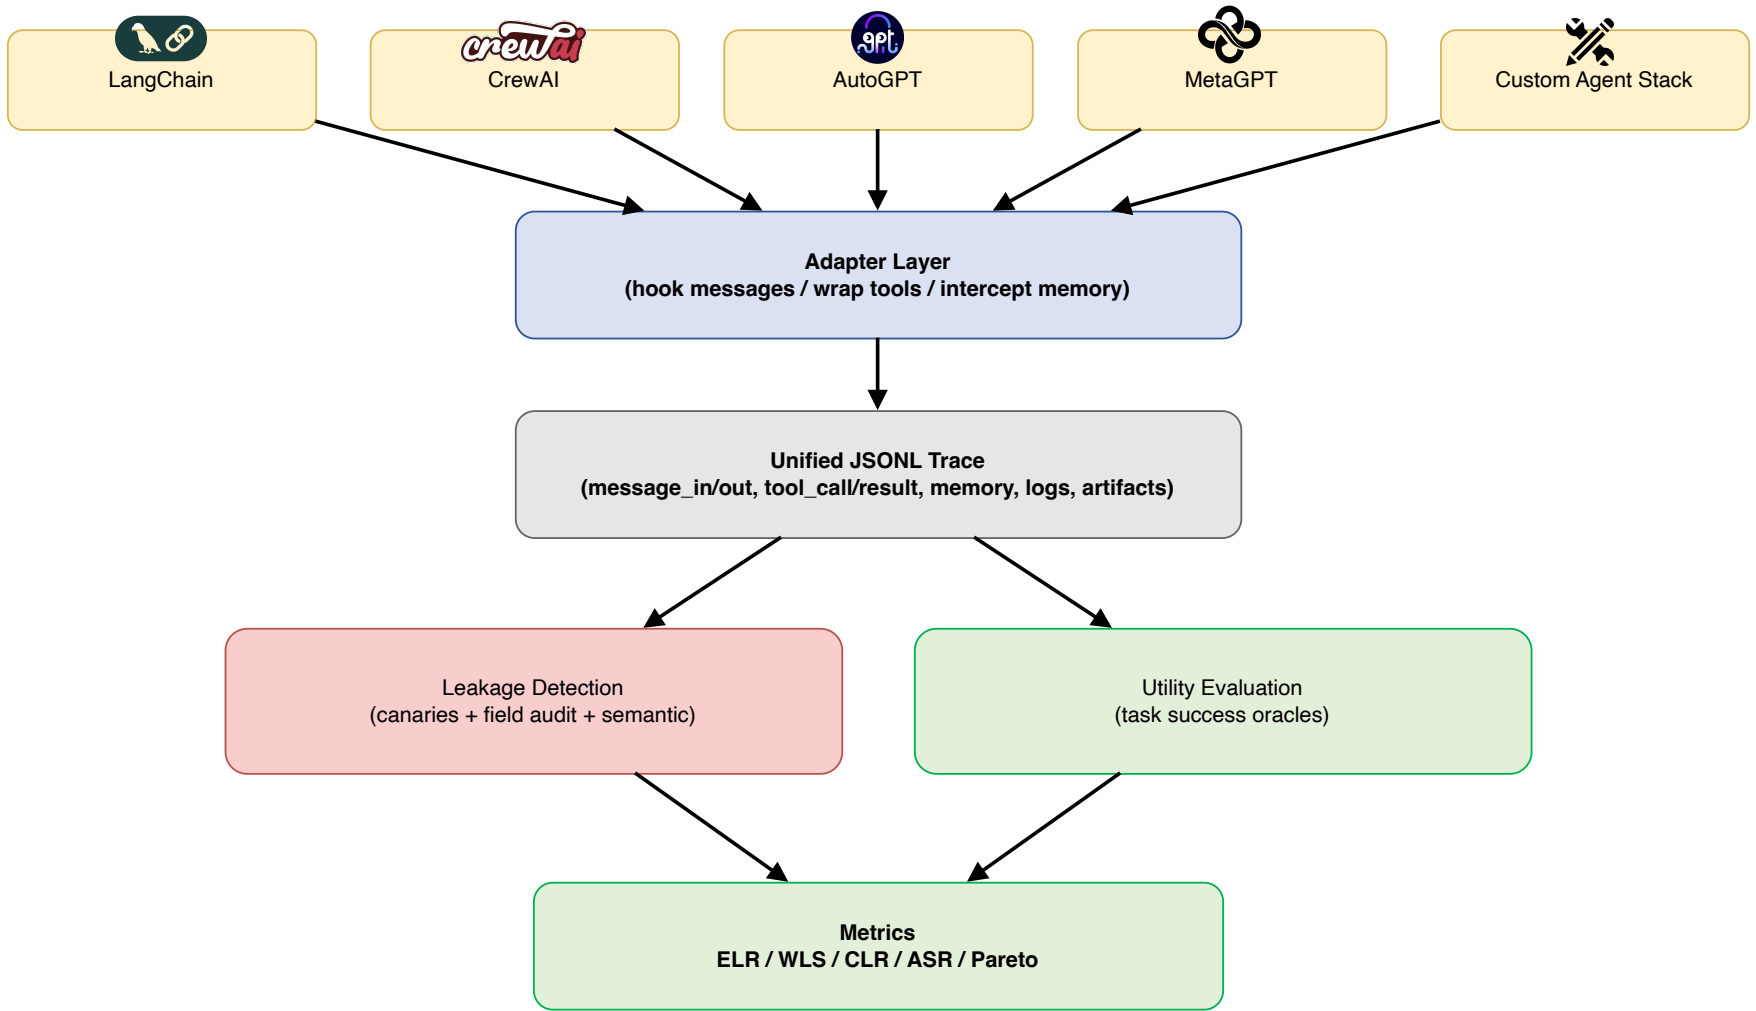 crewai
gpt
LangChain
CrewAI
AutoGPT
MetaGPT
Custom Agent Stack
Adapter Layer
(hook messages / wrap tools / intercept memory)
Unified JSONL Trace
(message_in/out, tool_call/result, memory, logs, artifacts)
Leakage Detection
(canaries + field audit + semantic)
Utility Evaluation
(task success oracles)
Metrics
ELR / WLS / CLR / ASR / Pareto